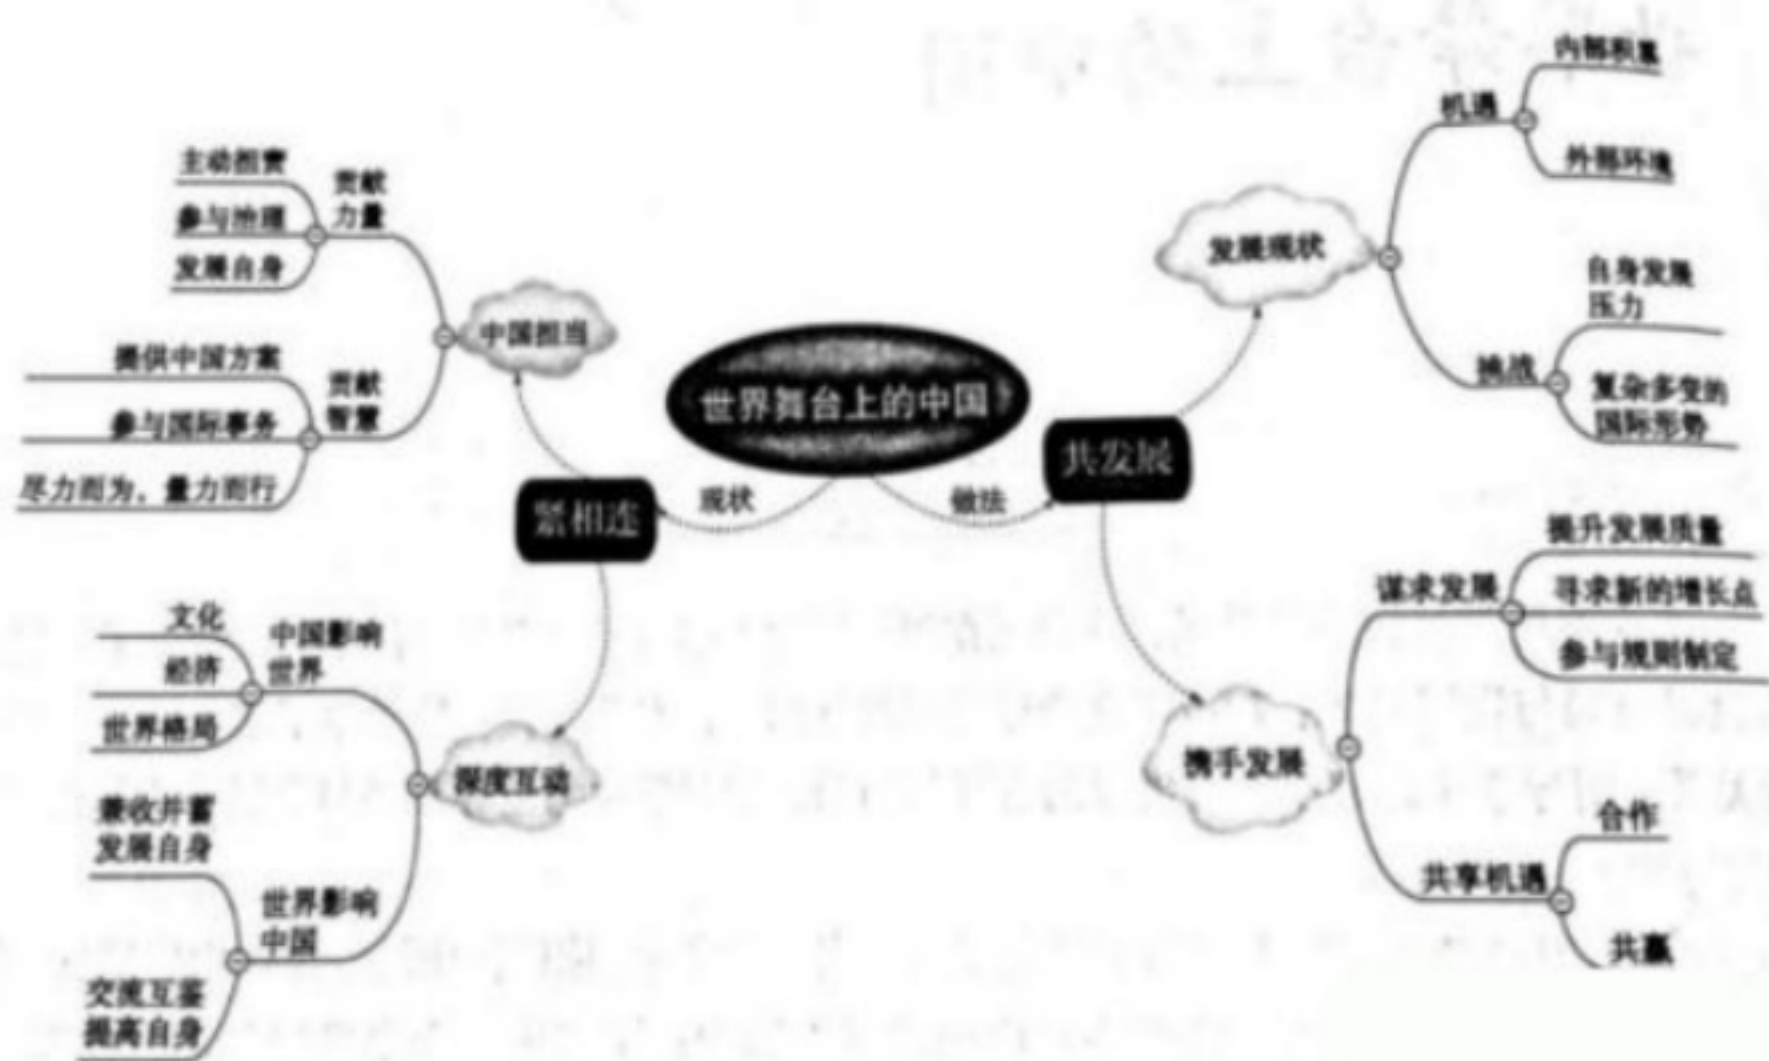 世界舞台上的中国
现状
紧相连
中国担当
贡献
力量
主动担责
参与治理
发展自身
贡献
智慧
提供中国方案
参与国际事务
尽力而为，量力而行
深度互动
中国影响
世界
文化
经济
世界格局
世界影响
中国
兼收并蓄
发展自身
交流互鉴
提高自身
做法
共发展
发展现状
机遇
内部积蓄
外部环境
挑战
自身发展
压力
复杂多变的
国际形势
携手发展
谋求发展
提升发展质量
寻求新的增长点
参与规则制定
共享机遇
合作
共赢